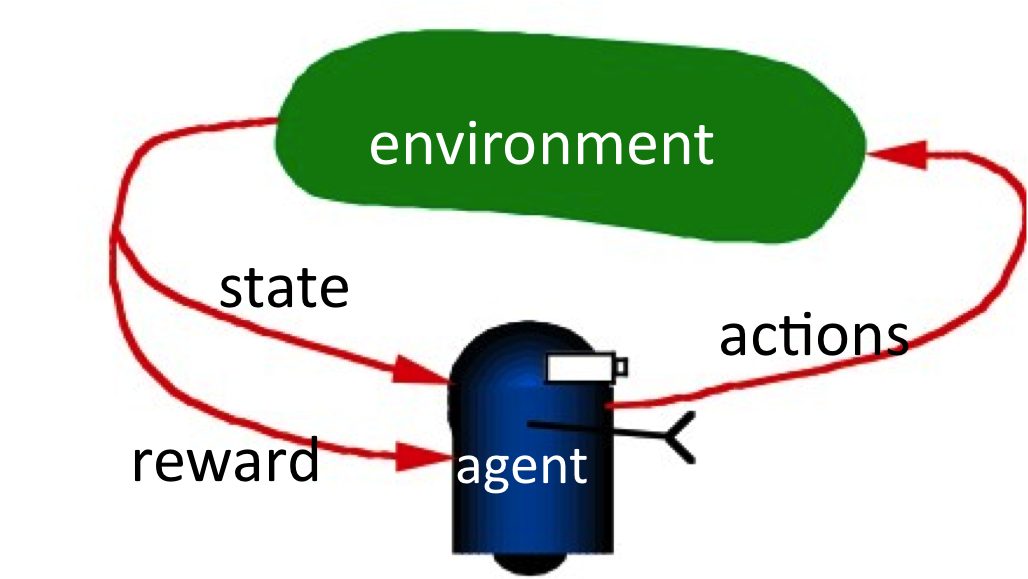 environment
state
actions
reward
agent